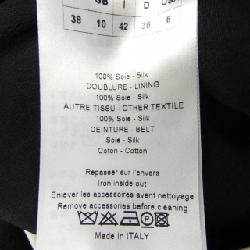 GB I D
38 10 42 36 6
100% Soie - Silk
DOUBLURE - LINING
100% Soie - Silk
AUTRE TISSU - OTHER TEXTILE
100% Soie - Silk
CEINTURE - BELT
Soie - Silk
Coton - Cotton
Repasser sur l'envers
Iron inside out
Enlever les accessoires avant nettoyage
Remove accessories before cleaning
Made In ITALY